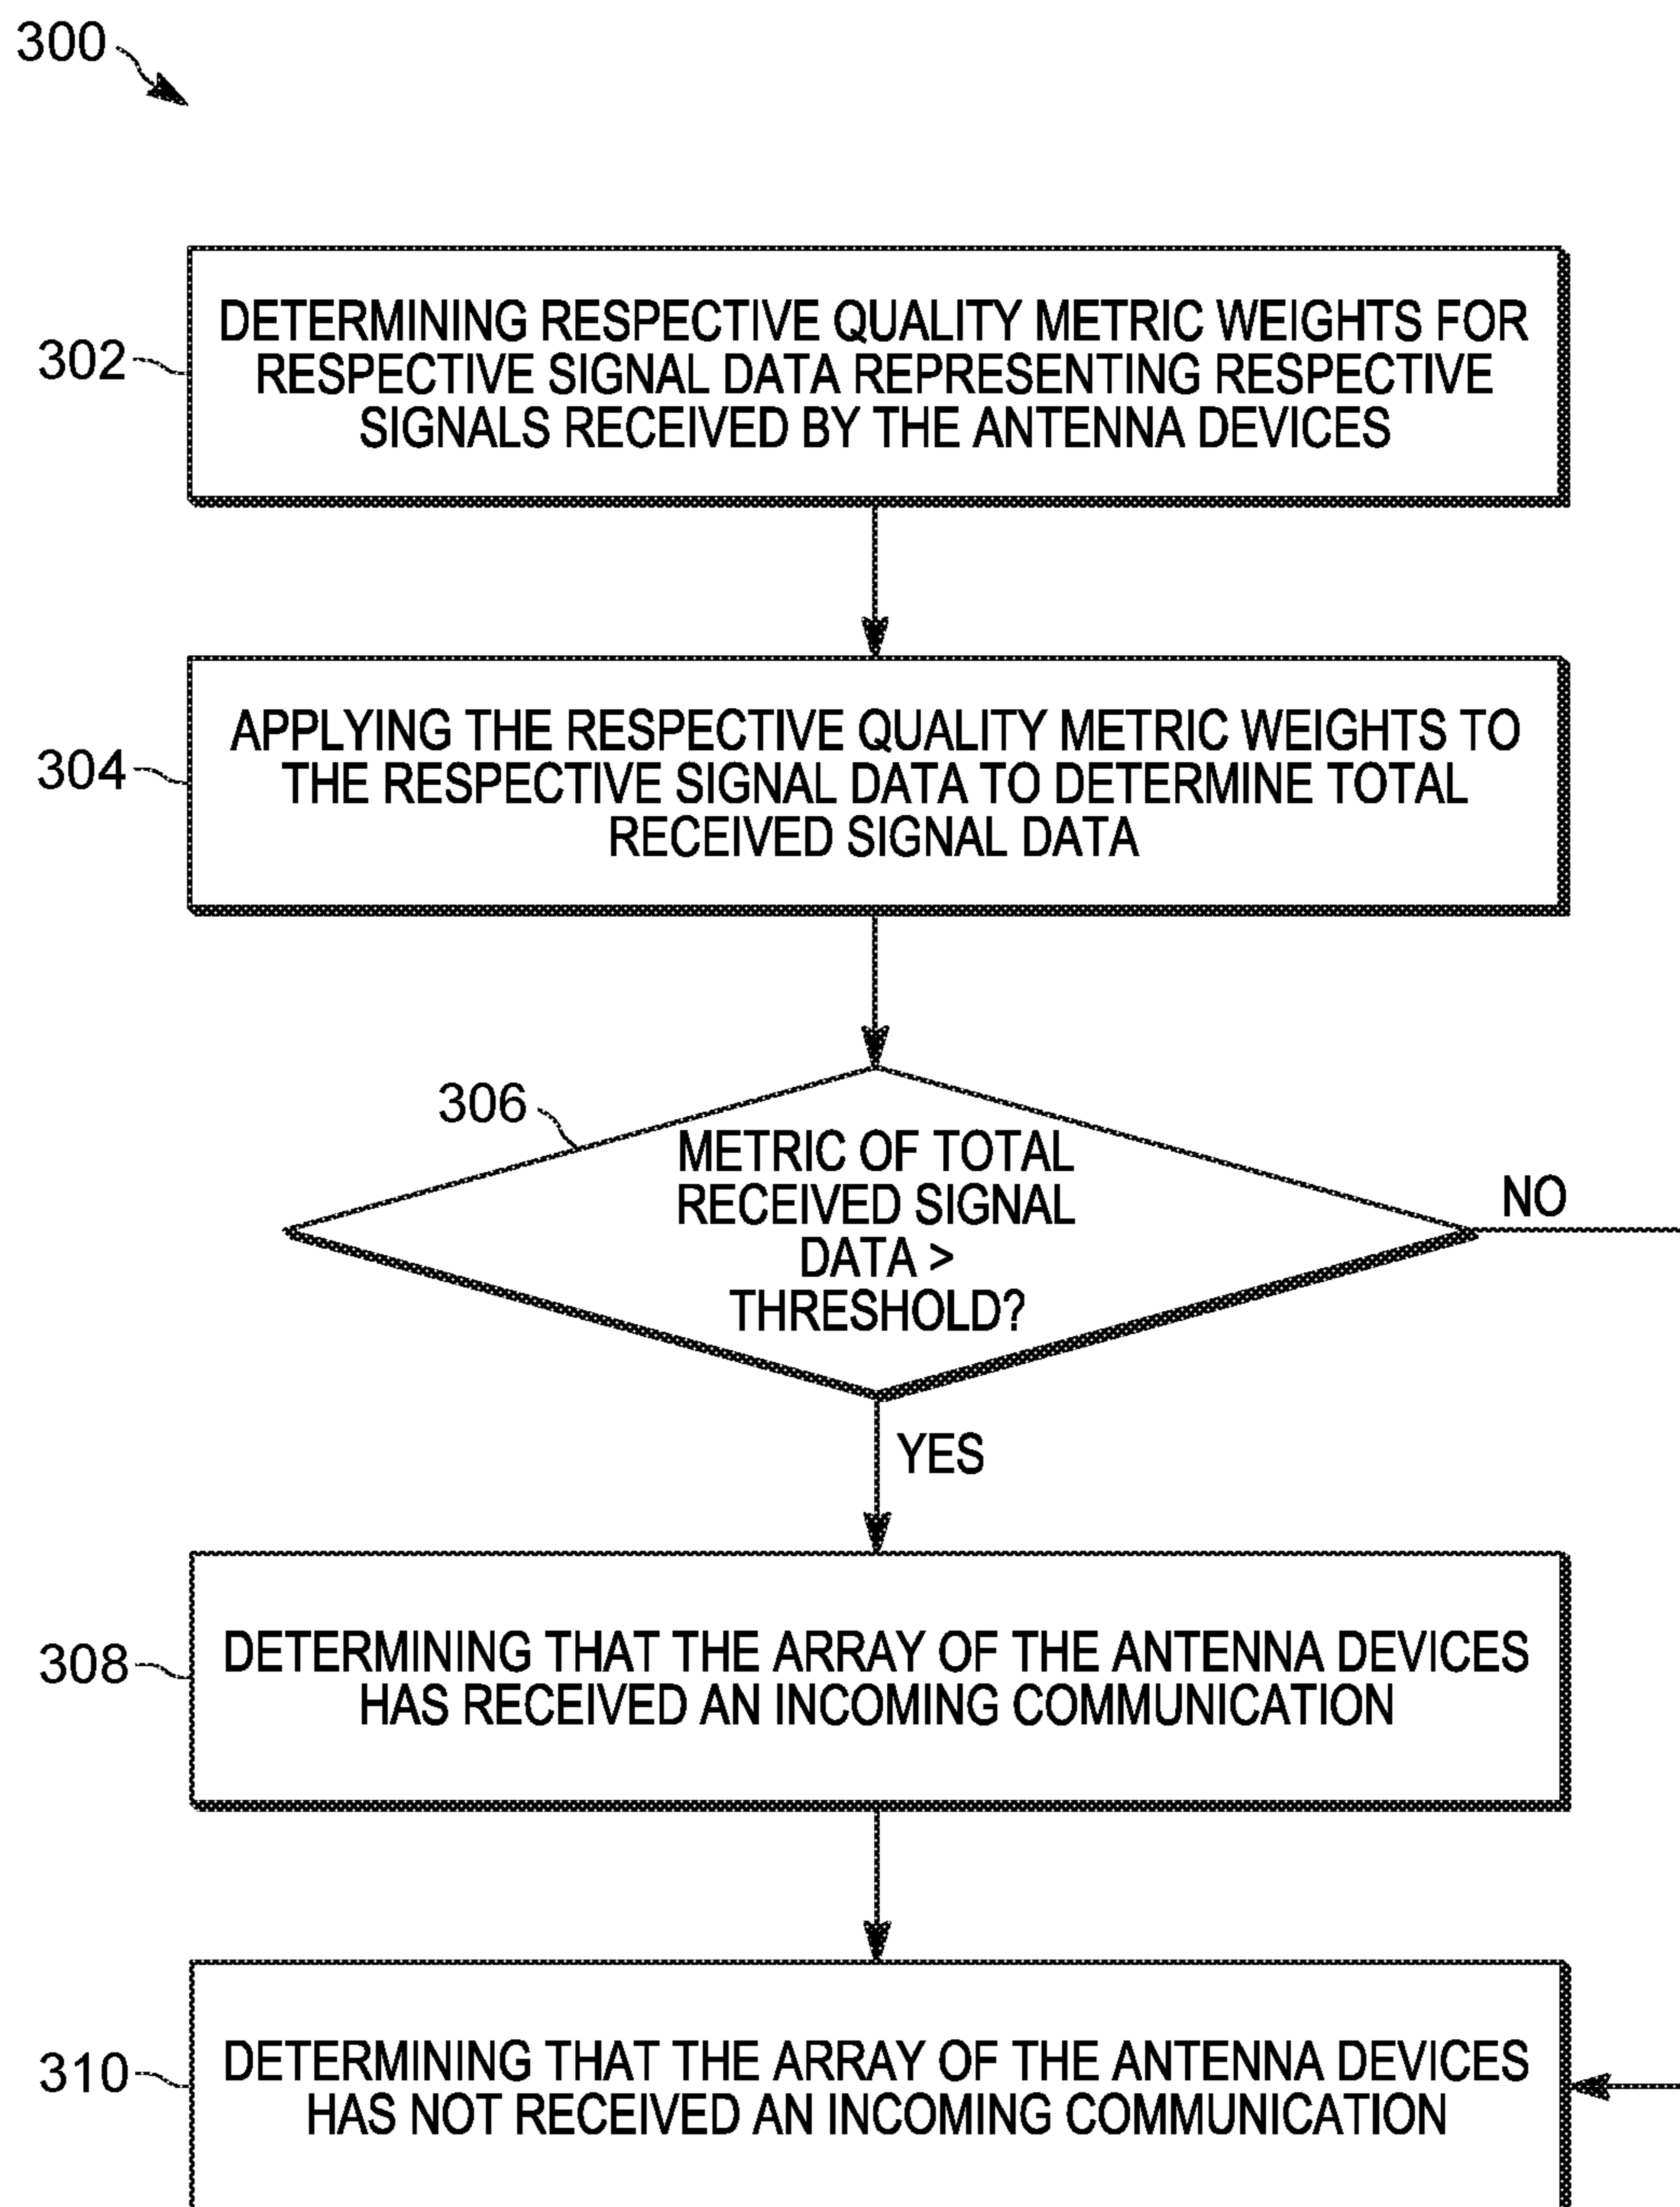 300
302
DETERMINING RESPECTIVE QUALITY METRIC WEIGHTS FOR
RESPECTIVE SIGNAL DATA REPRESENTING RESPECTIVE
SIGNALS RECEIVED BY THE ANTENNA DEVICES
304
APPLYING THE RESPECTIVE QUALITY METRIC WEIGHTS TO
THE RESPECTIVE SIGNAL DATA TO DETERMINE TOTAL
RECEIVED SIGNAL DATA
306
METRIC OF TOTAL
RECEIVED SIGNAL
DATA >
THRESHOLD?
NO
YES
308
DETERMINING THAT THE ARRAY OF THE ANTENNA DEVICES
HAS RECEIVED AN INCOMING COMMUNICATION
310
DETERMINING THAT THE ARRAY OF THE ANTENNA DEVICES
HAS NOT RECEIVED AN INCOMING COMMUNICATION